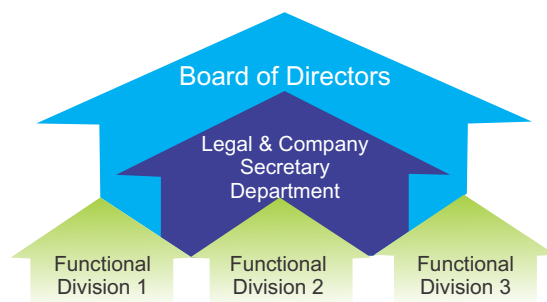 Board of Directors
Legal & Company
Secretary
Department
Functional
Division 1
Functional
Division 2
Functional
Division 3